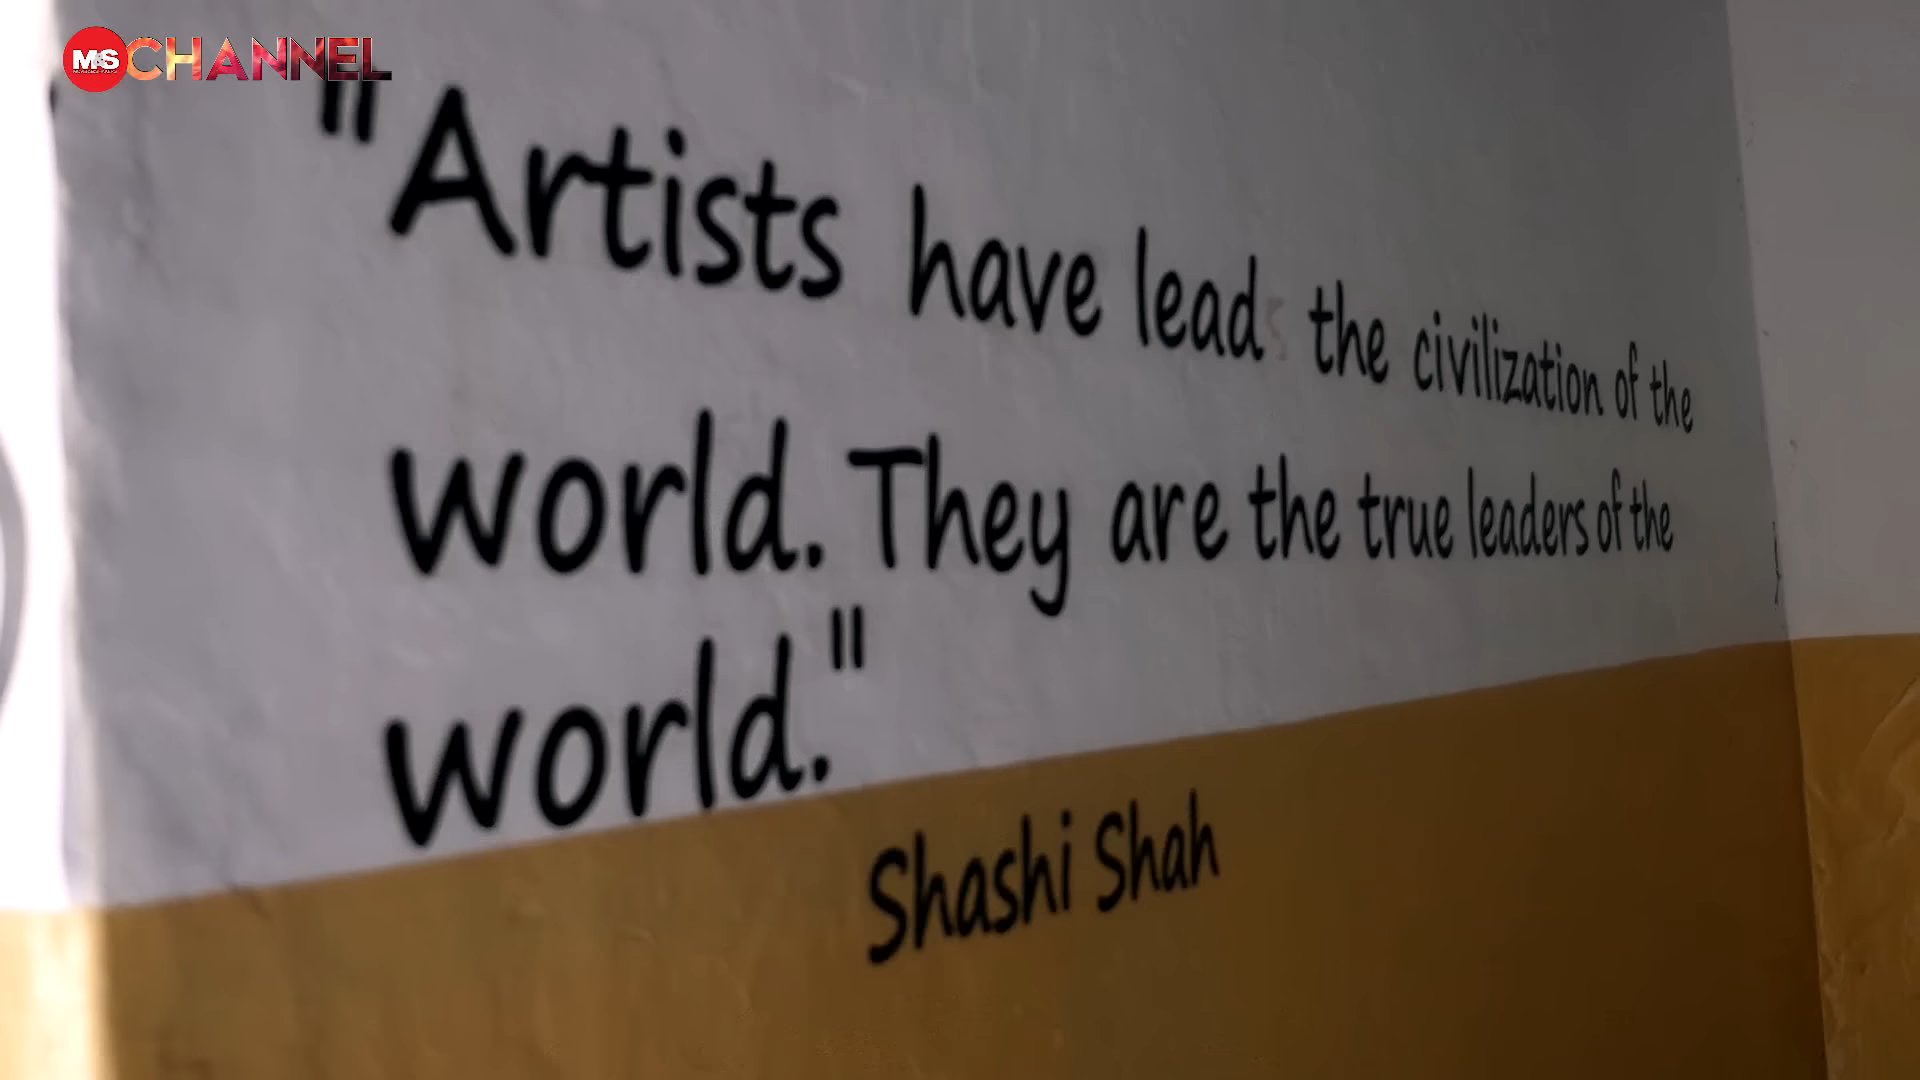 M&S CHANNEL
"Artists have lead the civilization of the
world. They are the true leaders of the
world."
Shashi Shah